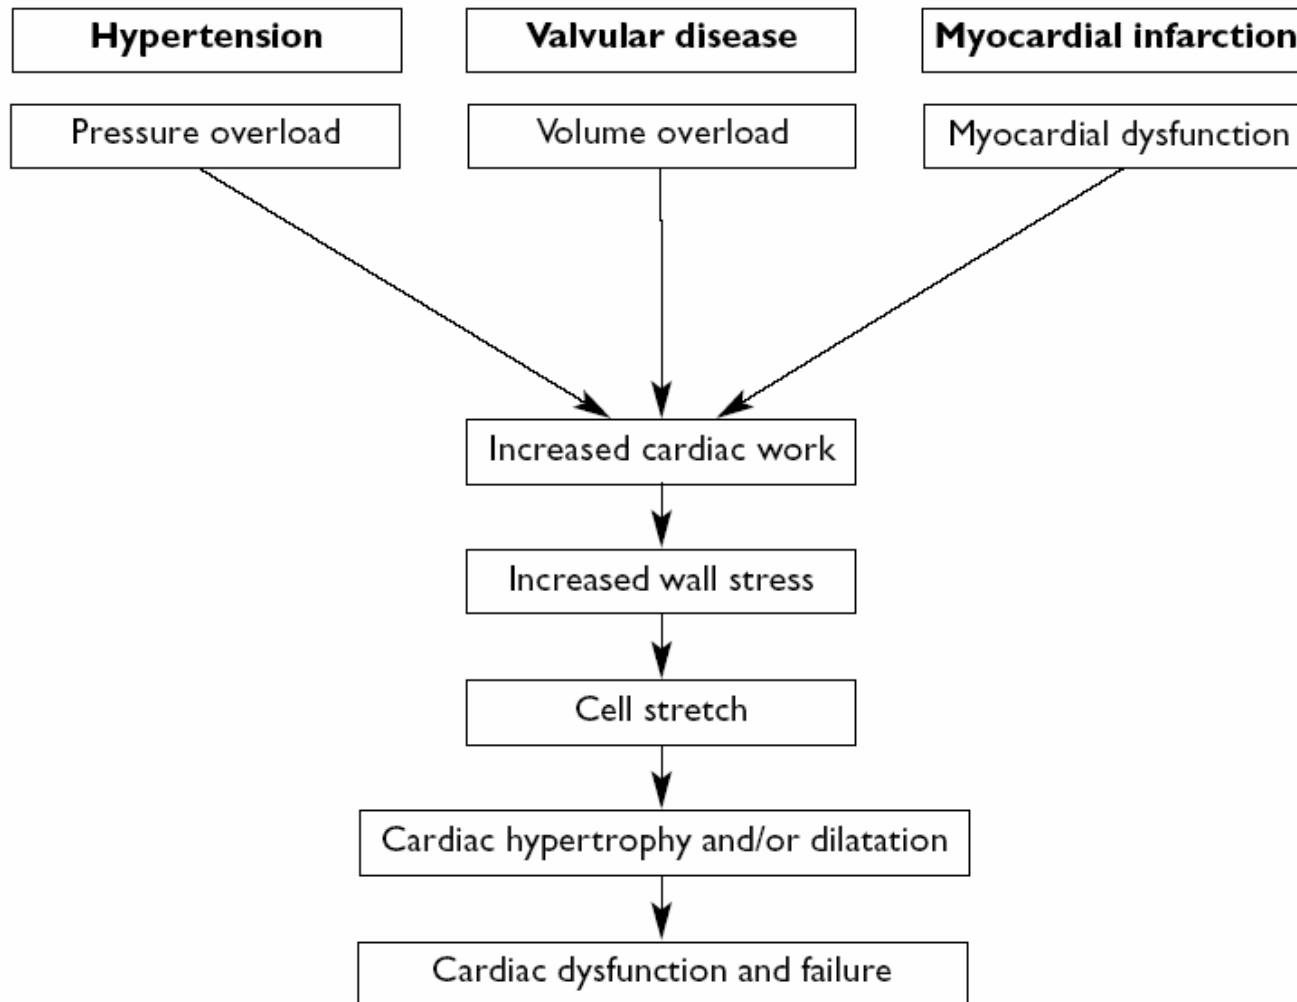 Hypertension
Valvular disease
Myocardial infarction
Pressure overload
Volume overload
Myocardial dysfunction
Increased cardiac work
Increased wall stress
Cell stretch
Cardiac hypertrophy and/or dilatation
Cardiac dysfunction and failure